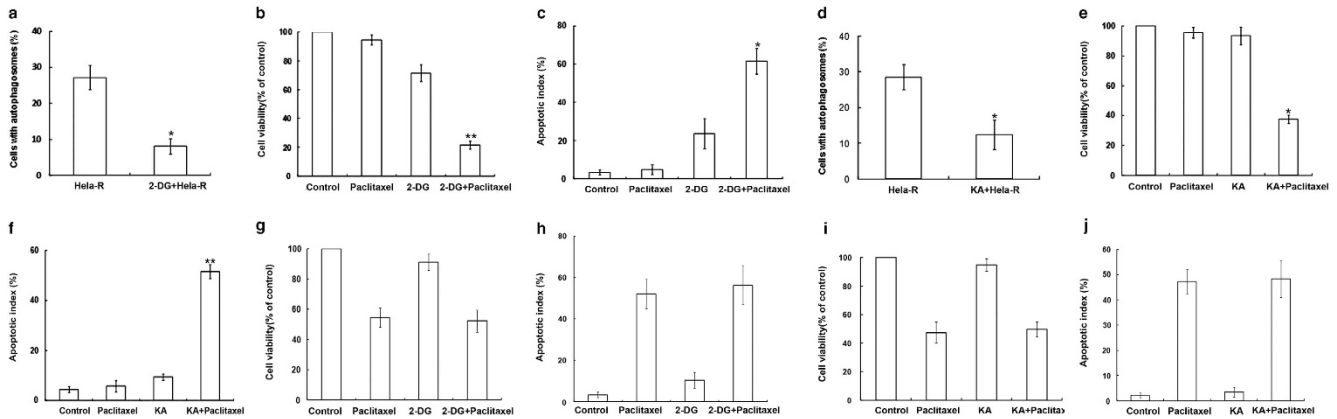 a
Cells with autophagosomes (%)
40
30
20
10
0
*
Hela-R 2-DG+Hela-R
b
Cell viability(% of control)
100
80
60
40
20
0
**
Control Paclitaxel 2-DG 2-DG+Paclitaxel
c
Apoptotic index (%)
80
60
40
20
0
*
Control Paclitaxel 2-DG 2-DG+Paclitaxel
d
Cells with autophagosomes (%)
40
30
20
10
0
*
Hela-R KA+Hela-R
e
Cell viability(% of control)
100
80
60
40
20
0
*
Control Paclitaxel KA KA+Paclitaxel
f
Apoptotic index (%)
60
40
20
0
**
Control Paclitaxel KA KA+Paclitaxel
g
Cell viability(% of control)
100
80
60
40
20
0
Control Paclitaxel 2-DG 2-DG+Paclitaxel
h
Apoptotic index (%)
80
60
40
20
0
Control Paclitaxel 2-DG 2-DG+Paclitaxel
i
Cell viability(% of control)
100
80
60
40
20
0
Control Paclitaxel KA KA+Paclitax
j
Apoptotic index (%)
60
50
40
30
20
10
0
Control Paclitaxel KA KA+Paclitaxel